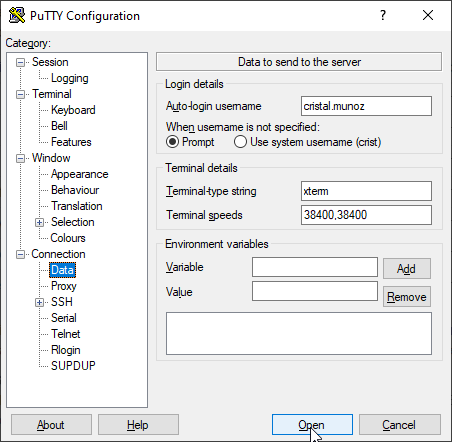 PuTTY Configuration
?
Category:
Session
Logging
Terminal
Keyboard
Bell
Features
Window
Appearance
Behaviour
Translation
Selection
Colours
Connection
Data
Proxy
SSH
Serial
Telnet
Rlogin
SUPDUP
Data to send to the server
Login details
Auto-login username cristal.munoz
When username is not specified:
Prompt Use system username (crist)
Terminal details
Terminal-type string xterm
Terminal speeds 38400,38400
Environment variables
Variable Add
Value Remove
About Help Open Cancel